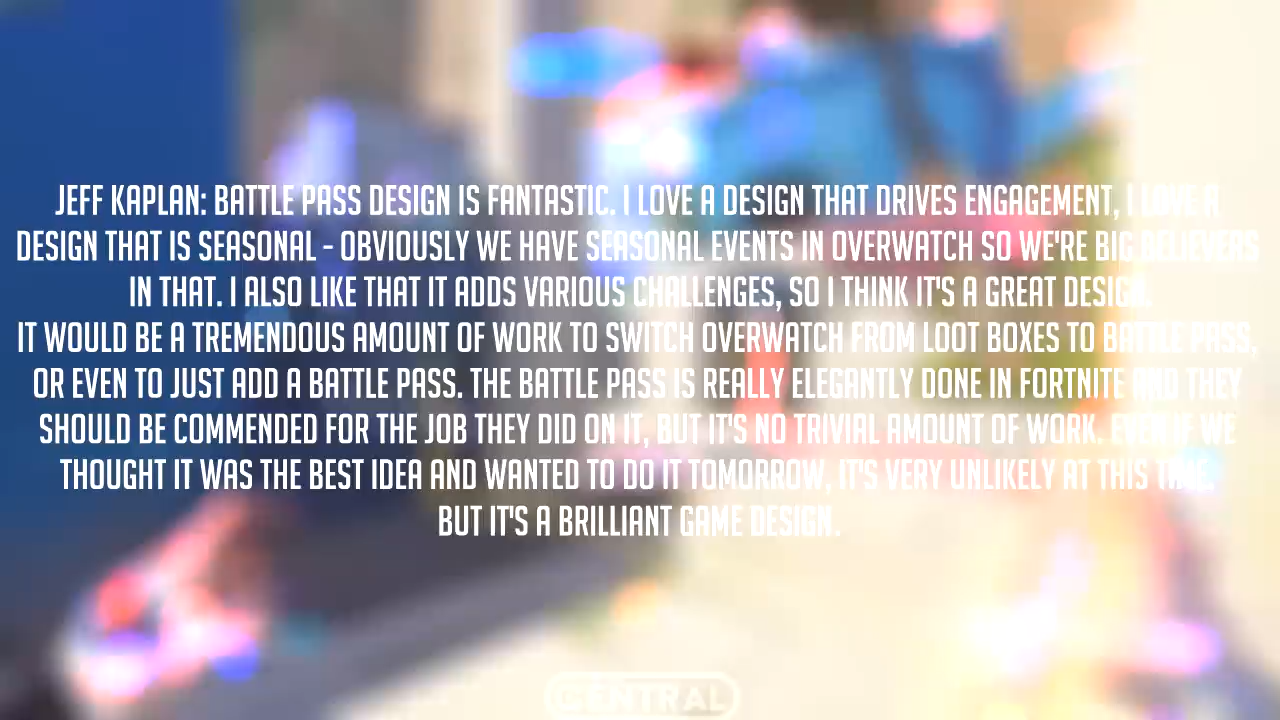 JEFF KAPLAN: BATTLE PASS DESIGN IS FANTASTIC. I LOVE A DESIGN THAT DRIVES ENGAGEMENT, I LOVE A
DESIGN THAT IS SEASONAL - OBVIOUSLY WE HAVE SEASONAL EVENTS IN OVERWATCH SO WE'RE BIG BELIEVERS
IN THAT. I ALSO LIKE THAT IT ADDS VARIOUS CHALLENGES, SO I THINK IT'S A GREAT DESIGN.
IT WOULD BE A TREMENDOUS AMOUNT OF WORK TO SWITCH OVERWATCH FROM LOOT BOXES TO BATTLE PASS,
OR EVEN TO JUST ADD A BATTLE PASS. THE BATTLE PASS IS REALLY ELEGANTLY DONE IN FORTNITE AND THEY
SHOULD BE COMMENDED FOR THE JOB THEY DID ON IT, BUT IT'S NO TRIVIAL AMOUNT OF WORK. EVEN IF WE
THOUGHT IT WAS THE BEST IDEA AND WANTED TO DO IT TOMORROW, IT'S VERY UNLIKELY AT THIS TIME.
BUT IT'S A BRILLIANT GAME DESIGN.
CENTRAL